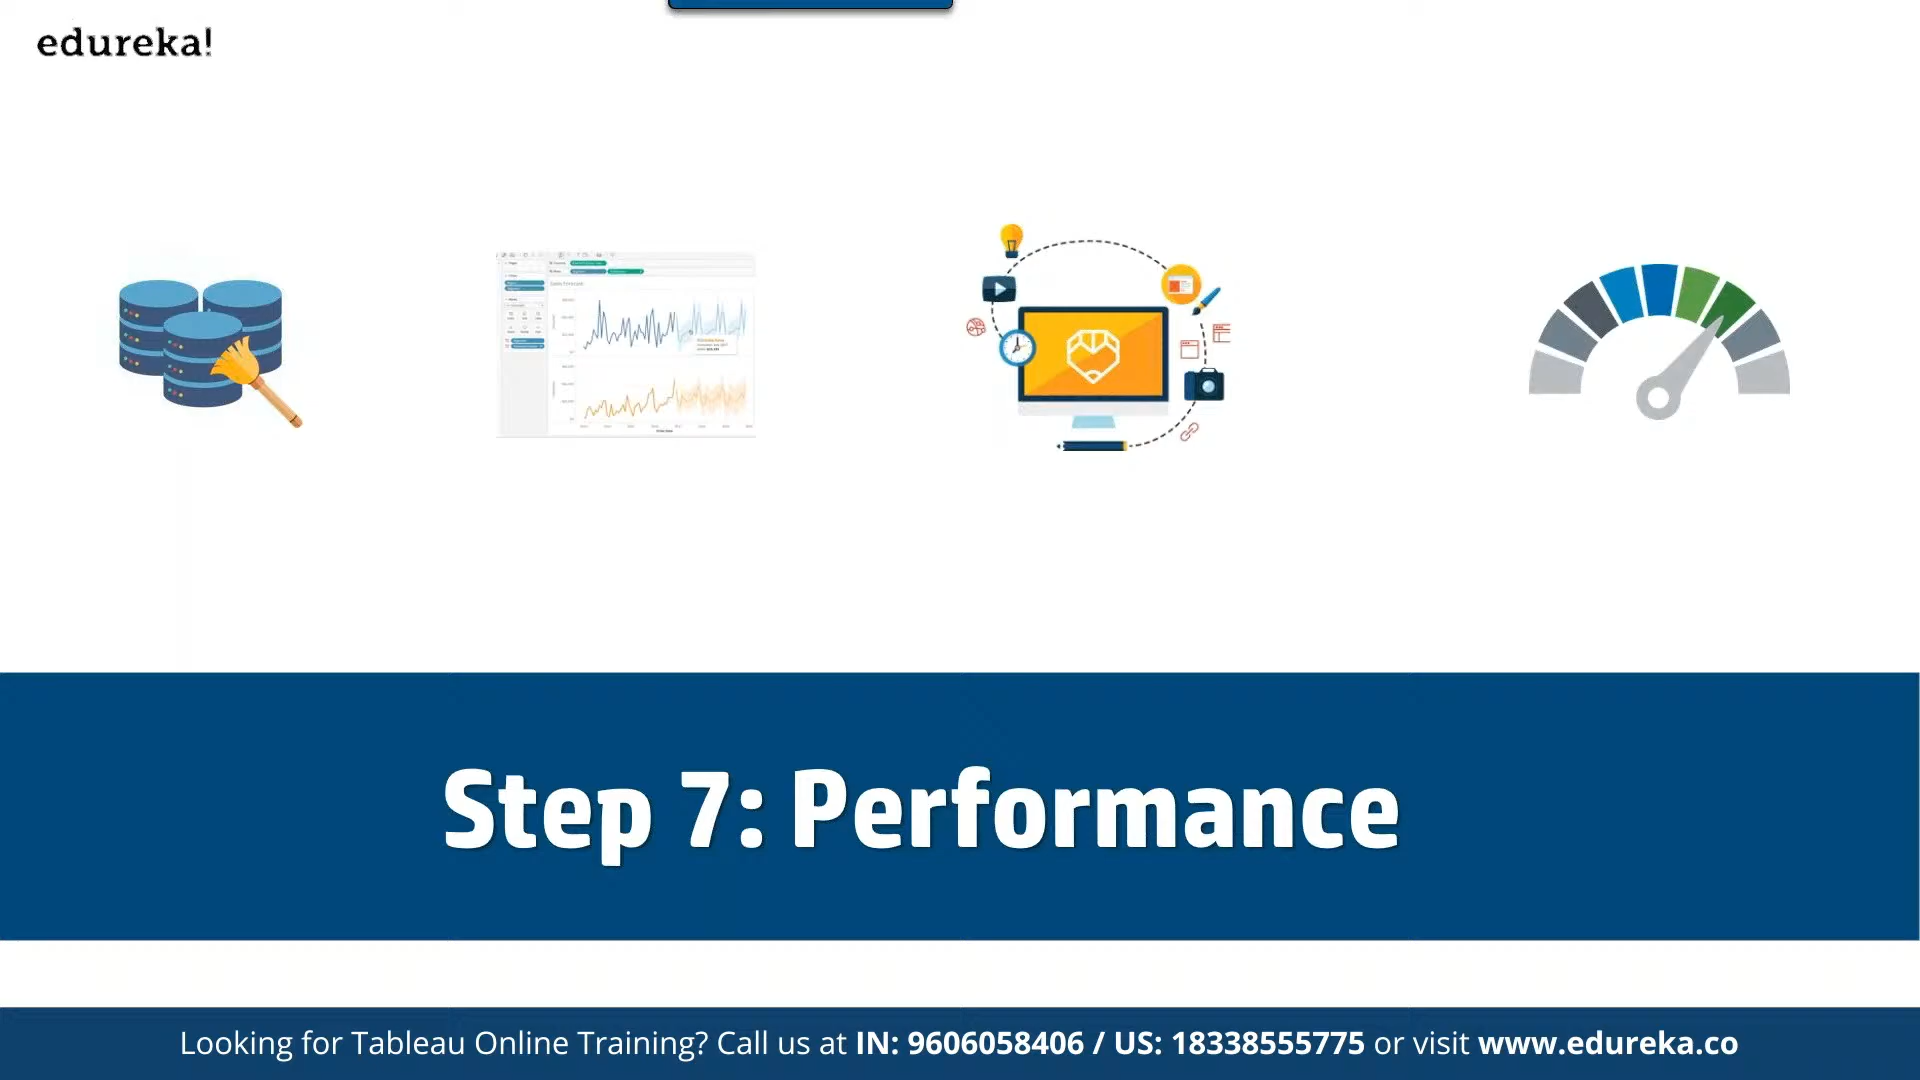 edureka!
Step 7: Performance
Looking for Tableau Online Training? Call us at IN: 9606058406 / US: 18338555775 or visit www.edureka.co